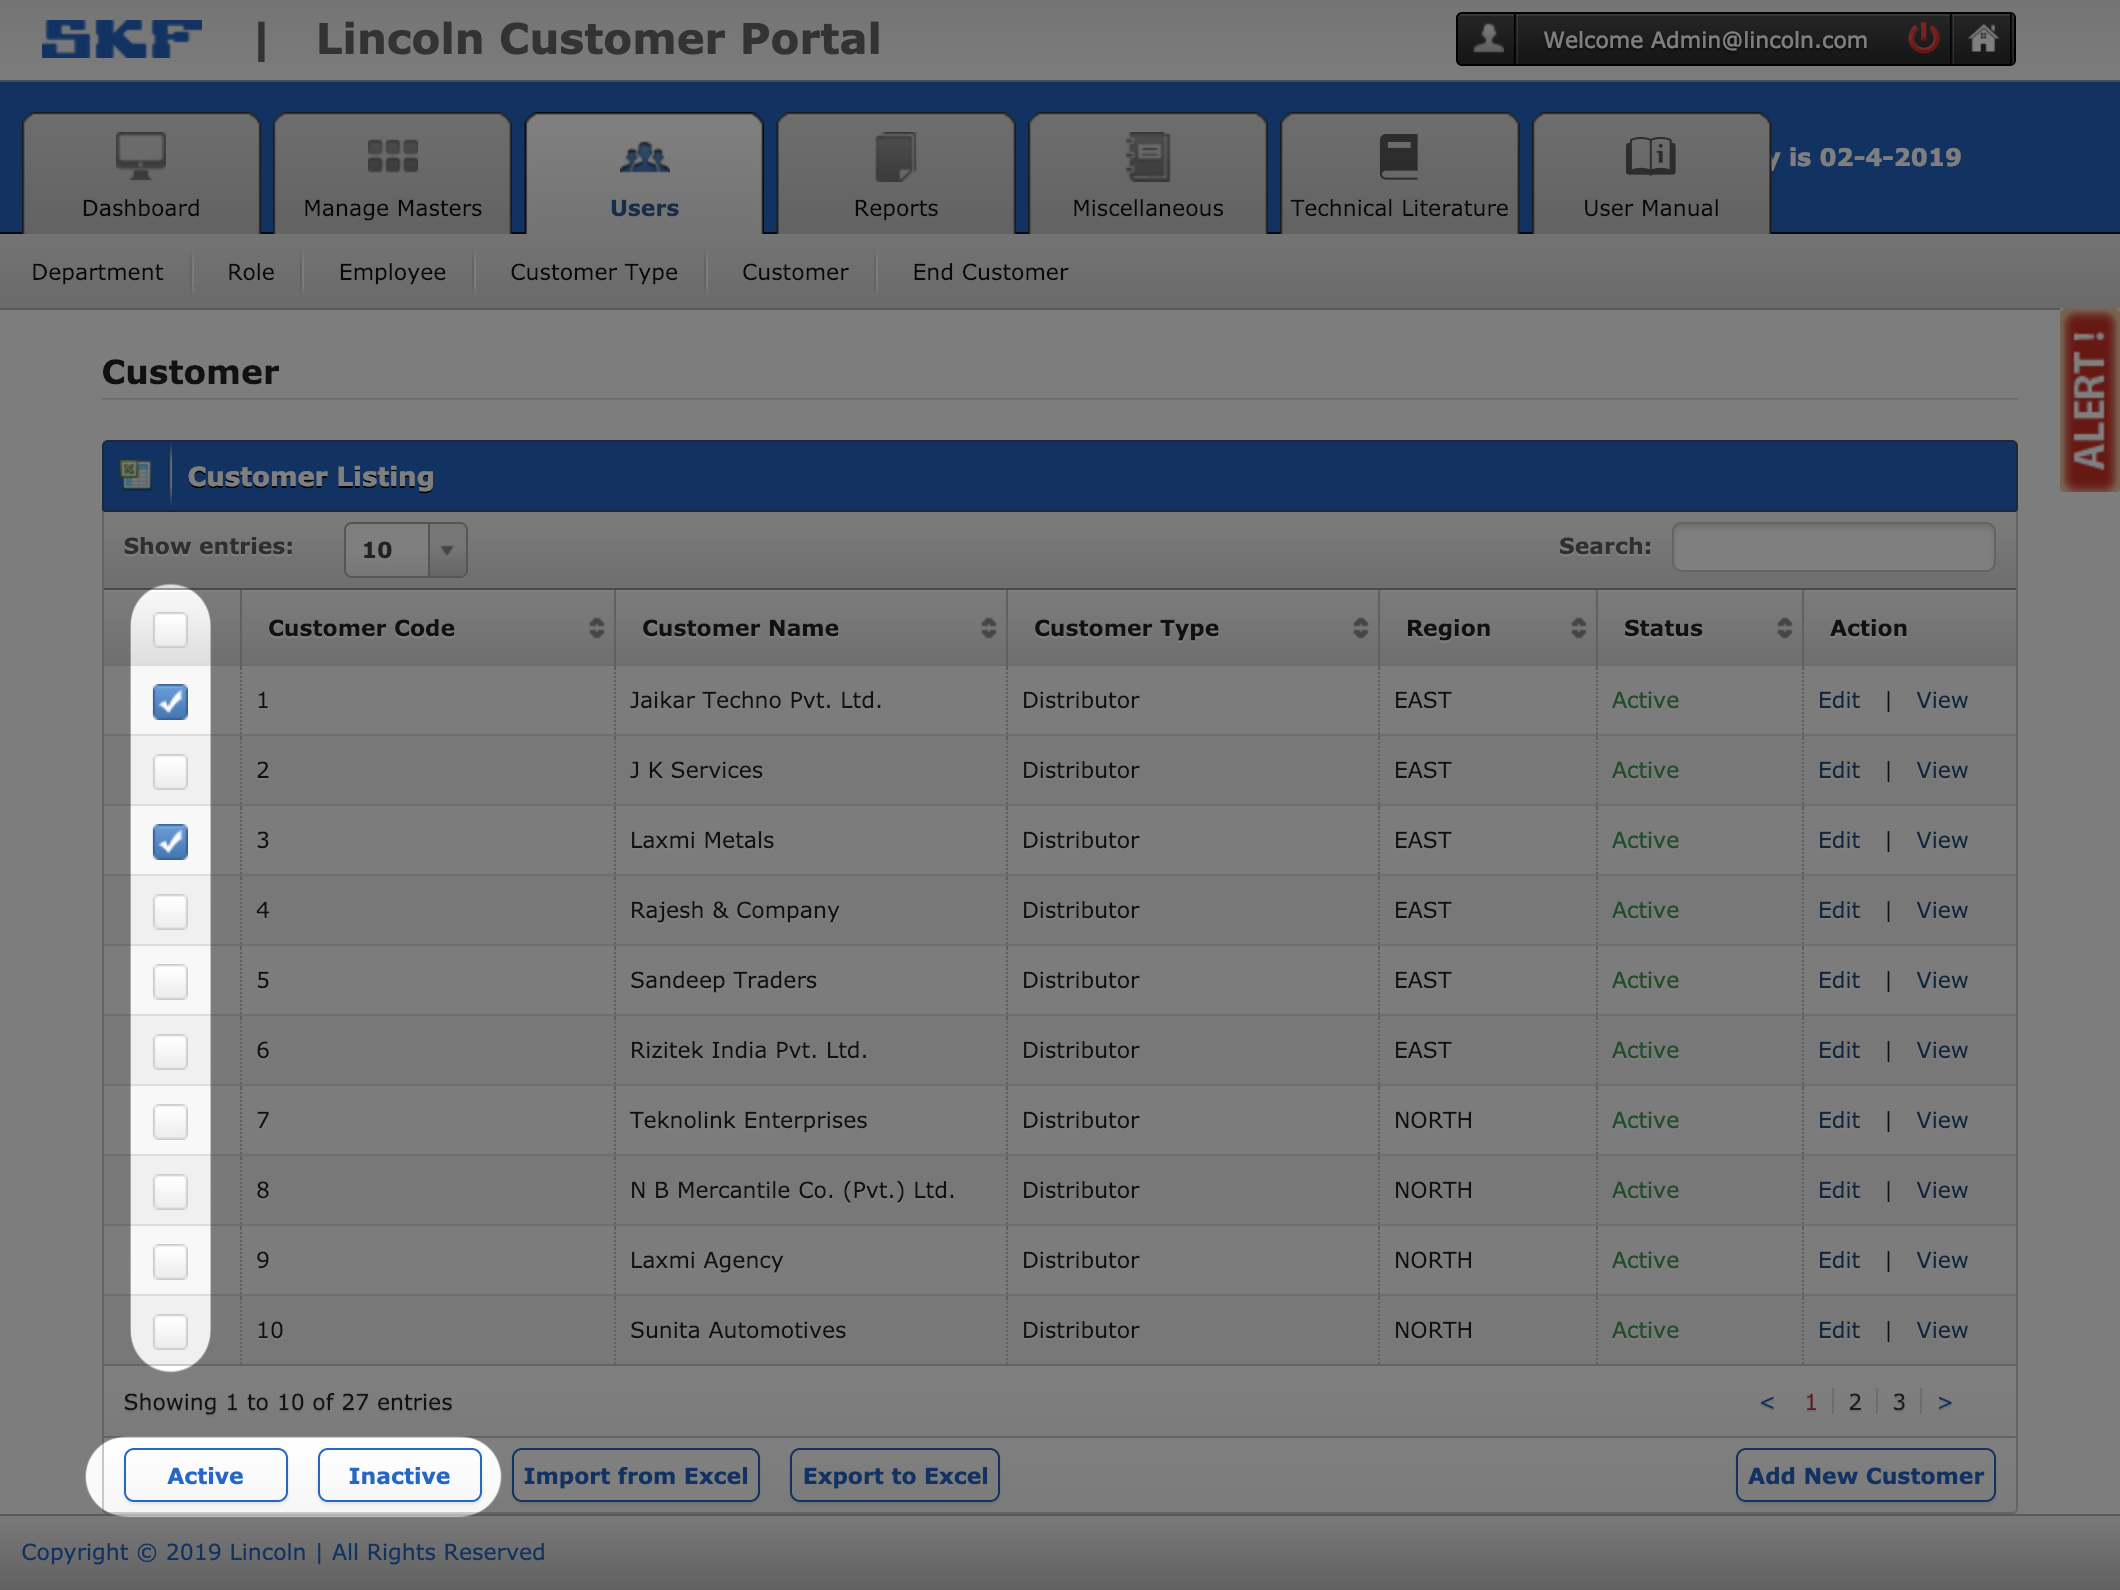 SKF | Lincoln Customer Portal
Welcome Admin@lincoln.com
Dashboard
Manage Masters
Users
Reports
Miscellaneous
Technical Literature
User Manual
y is 02-4-2019
Department Role Employee Customer Type Customer End Customer
ALERT !
Customer
Customer Listing
Show entries: 10 Search:
Customer Code Customer Name Customer Type Region Status Action
1 Jaikar Techno Pvt. Ltd. Distributor EAST Active Edit | View
2 J K Services Distributor EAST Active Edit | View
3 Laxmi Metals Distributor EAST Active Edit | View
4 Rajesh & Company Distributor EAST Active Edit | View
5 Sandeep Traders Distributor EAST Active Edit | View
6 Rizitek India Pvt. Ltd. Distributor EAST Active Edit | View
7 Teknolink Enterprises Distributor NORTH Active Edit | View
8 N B Mercantile Co. (Pvt.) Ltd. Distributor NORTH Active Edit | View
9 Laxmi Agency Distributor NORTH Active Edit | View
10 Sunita Automotives Distributor NORTH Active Edit | View
Showing 1 to 10 of 27 entries < 1 2 3 >
Active Inactive Import from Excel Export to Excel Add New Customer
Copyright © 2019 Lincoln | All Rights Reserved